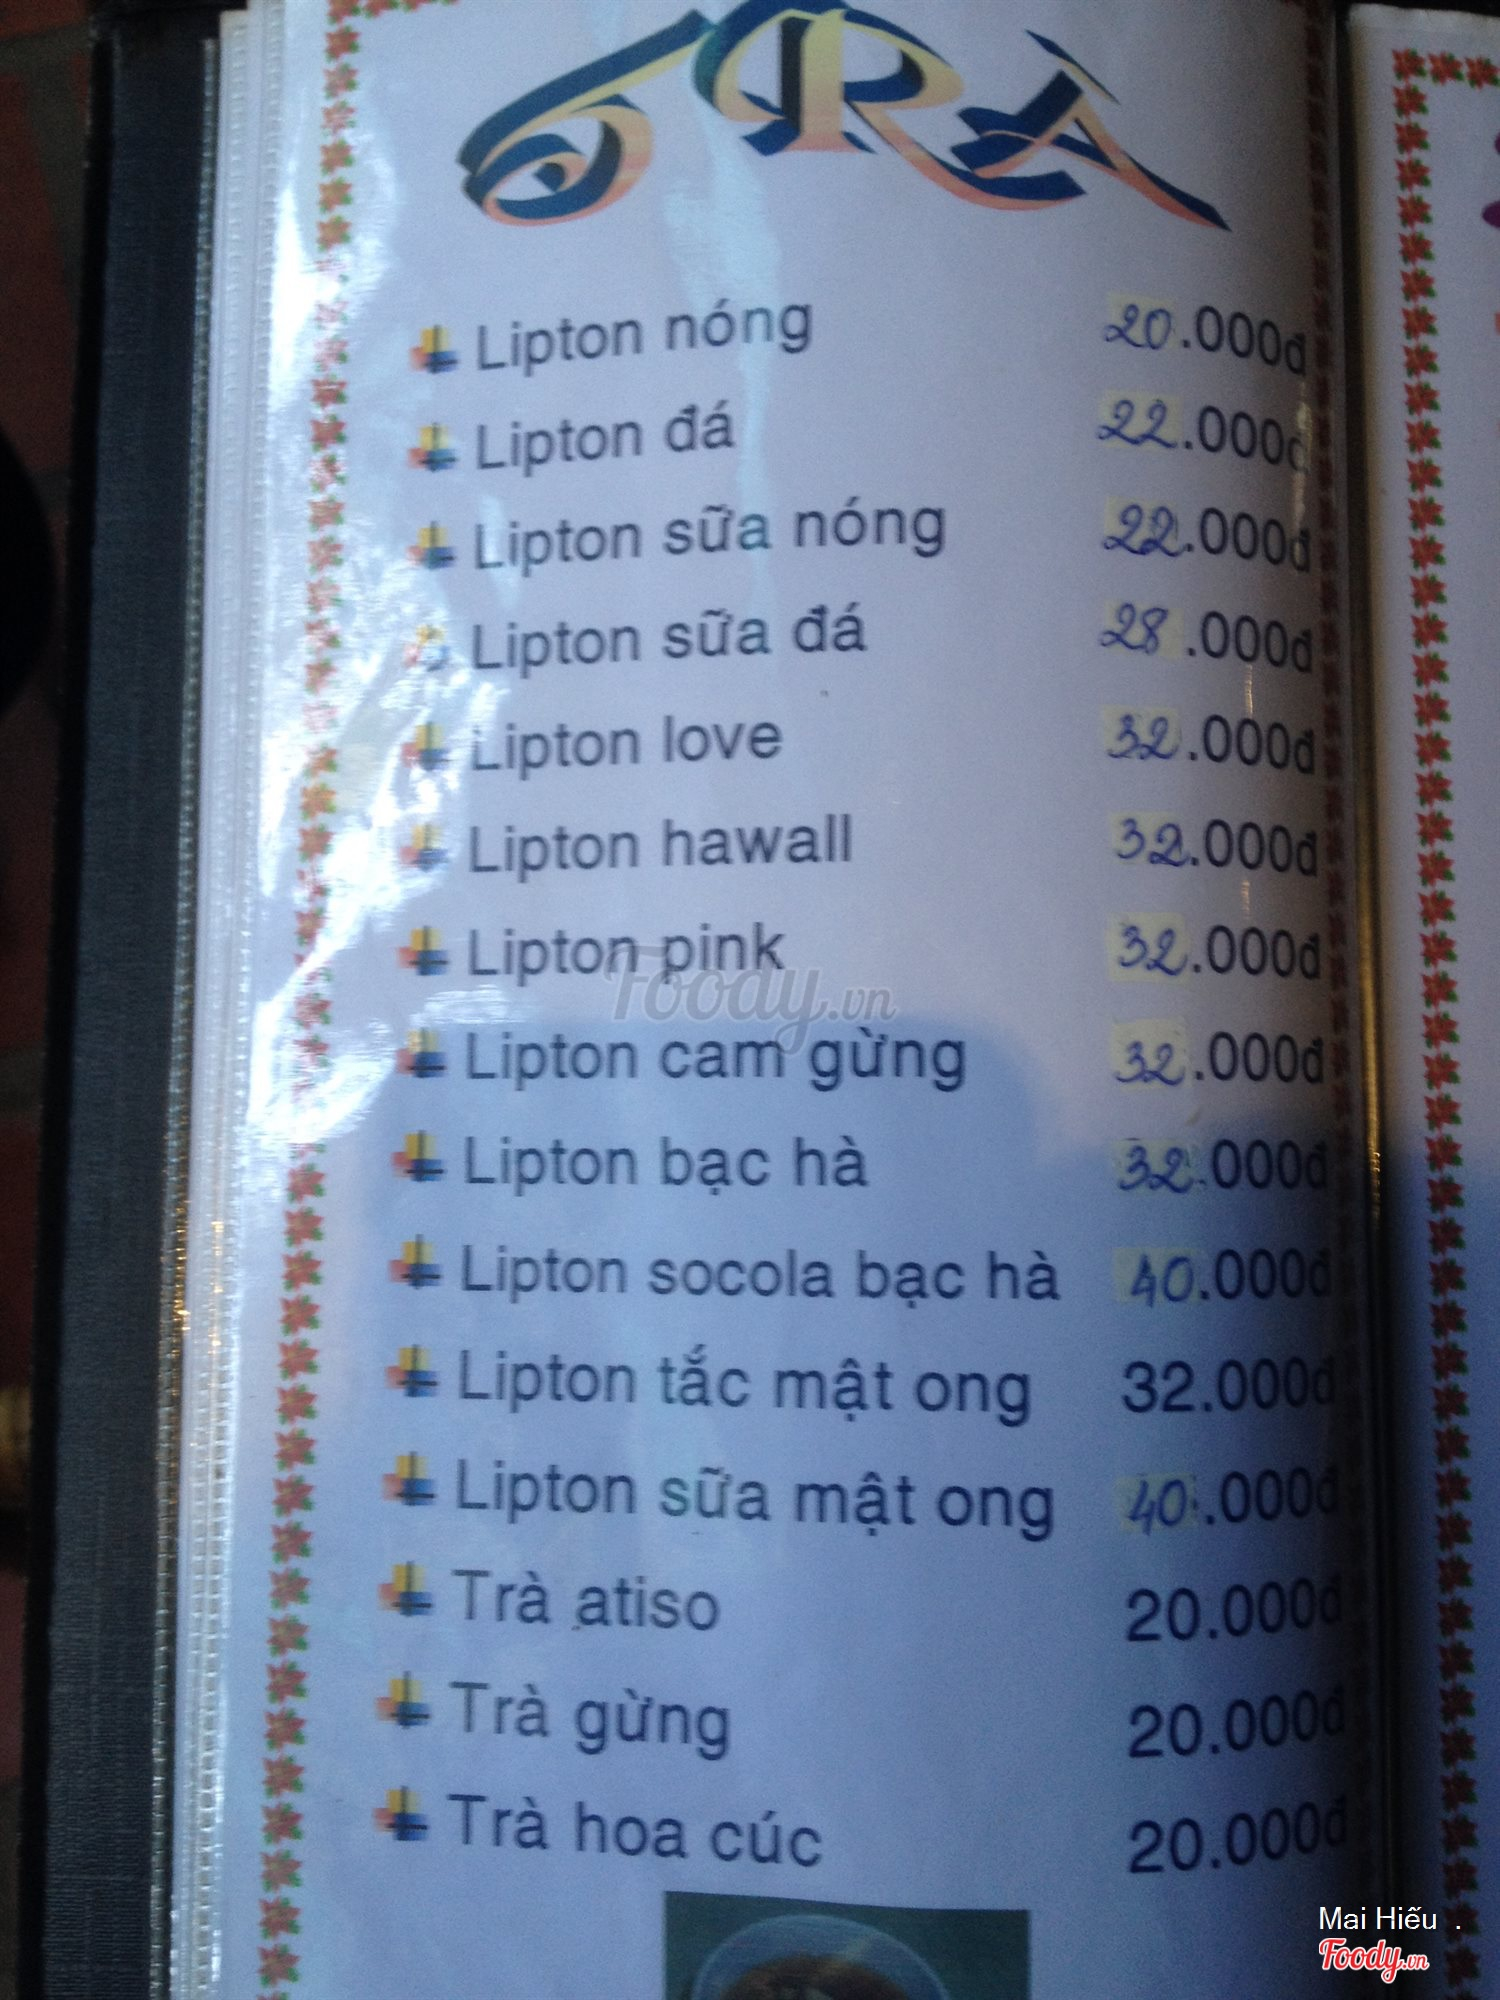 TRÀ
Lipton nóng 20.000đ
Lipton đá 22.000đ
Lipton sữa nóng 22.000đ
Lipton sữa đá 28.000đ
Lipton love 32.000đ
Lipton hawall 32.000đ
Lipton pink 32.000đ
Foody.vn
Lipton cam gừng 32.000đ
Lipton bạc hà 32.000đ
Lipton socola bạc hà 40.000đ
Lipton tắc mật ong 32.000đ
Lipton sữa mật ong 40.000đ
Trà atiso 20.000đ
Trà gừng 20.000đ
Trà hoa cúc 20.000đ
Mai Hiếu .
Foody.vn